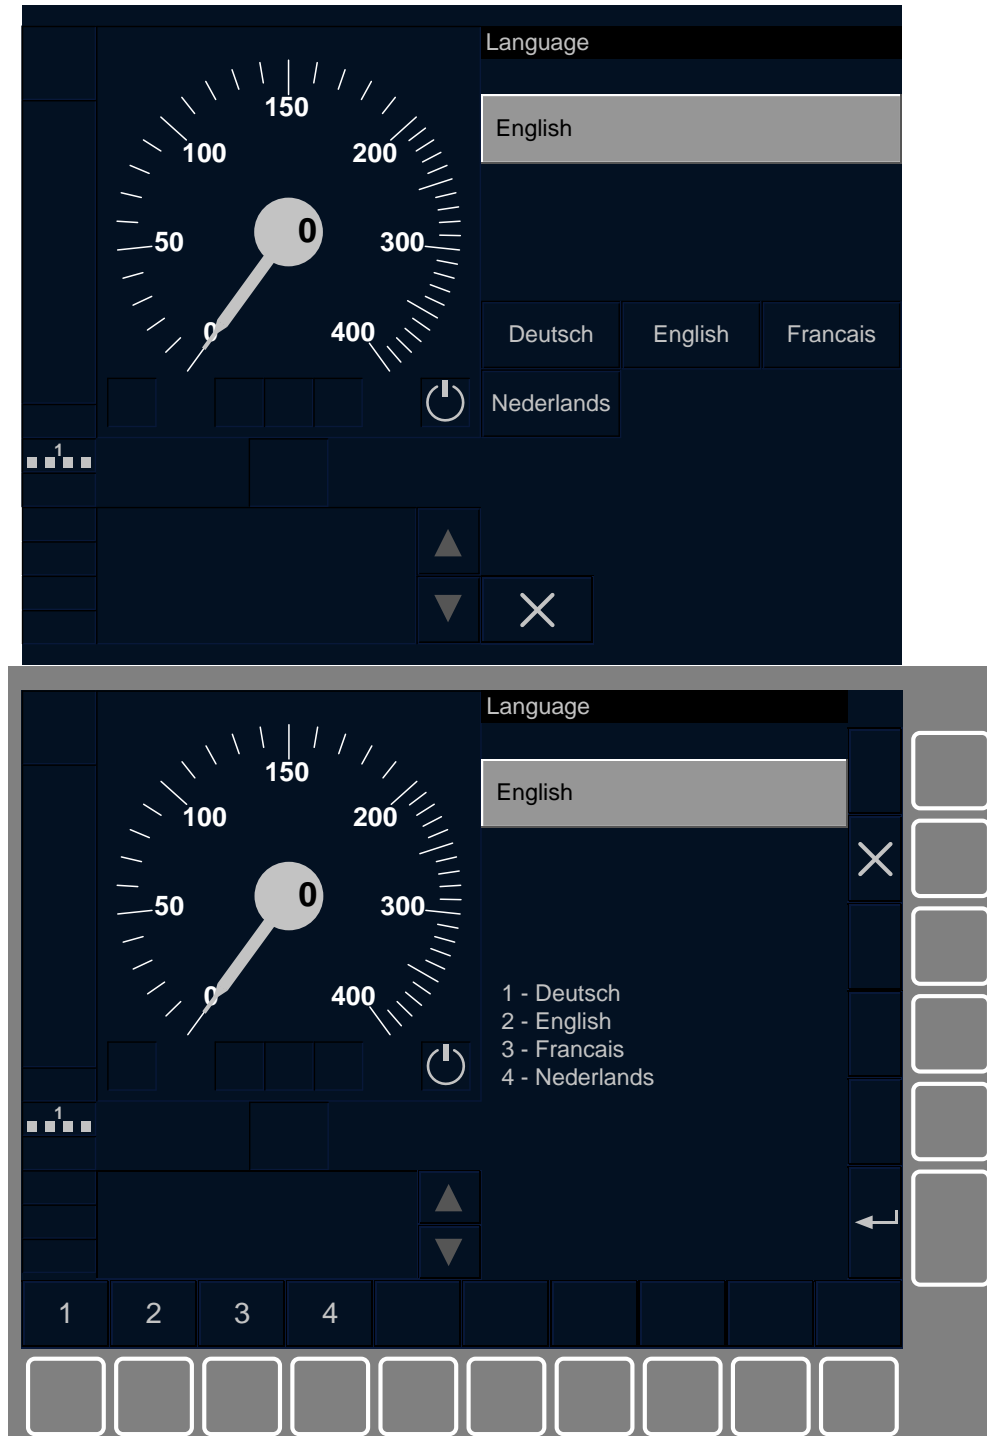 Language
150
English
100
200
0
50
300
0
400
Deutsch
English
Francais
Nederlands
1
Language
150
English
100
200
0
50
300
0
400
1 - Deutsch
2 - English
3 - Francais
4 - Nederlands
1
1
2
3
4